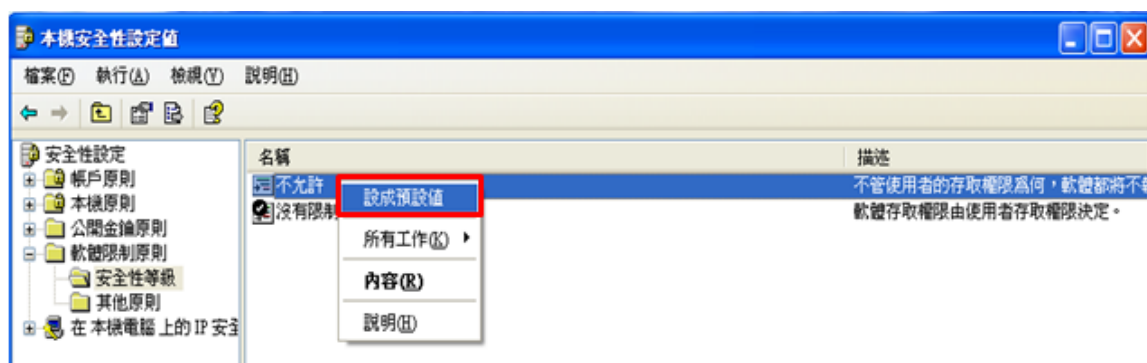 本機安全性設定值
檔案(F) 執行(A) 檢視(V) 說明(H)
安全性設定
帳戶原則
本機原則
公開金鑰原則
軟體限制原則
安全性等級
其他原則
在 本機電腦 上的 IP 安全
名稱 描述
不允許 不管使用者的存取權限為何，軟體都將不
沒有限制 軟體存取權限由使用者存取權限決定。
設成預設值
所有工作(K)
內容(R)
說明(H)